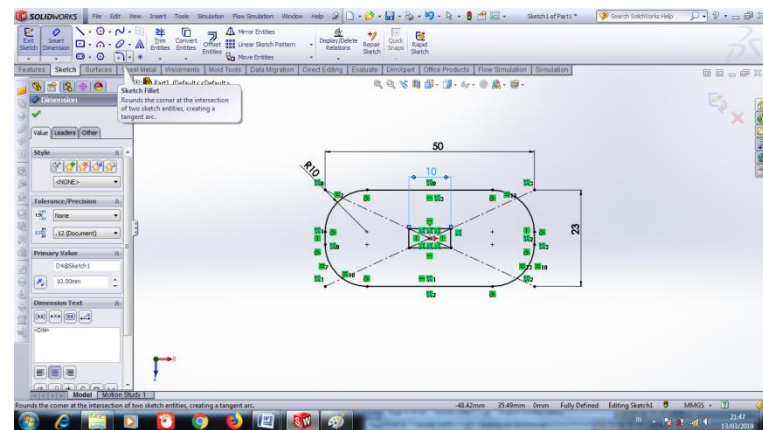 SOLIDWORKS File Edit View Insert Tools Simulation Flow Simulation Window Help Sketch1 of Part1 * Search SolidWorks Help
Exit Sketch Smart Dimension Trim Entities Convert Entities Offset Entities Mirror Entities Linear Sketch Pattern Move Entities Display/Delete Relations Repair Sketch Quick Snaps Rapid Sketch
Features Sketch Surfaces Sheet Metal Weldments Mold Tools Data Migration Direct Editing Evaluate DimXpert Office Products Flow Simulation Simulation
Part1 (Default<<Default>
Sketch Fillet
Rounds the corner at the intersection
of two sketch entities, creating a
tangent arc.
Dimension
Value Leaders Other
Style
<NONE>
Tolerance/Precision
None
.12 (Document)
Primary Value
D4@Sketch1
10.00mm
Dimension Text
<DIM>
50
R10
10
23
Model Motion Study 1
Rounds the corner at the intersection of two sketch entities, creating a tangent arc. -48.42mm 35.49mm 0mm Fully Defined Editing Sketch1 MMGS
IN 21:47
13/03/2019